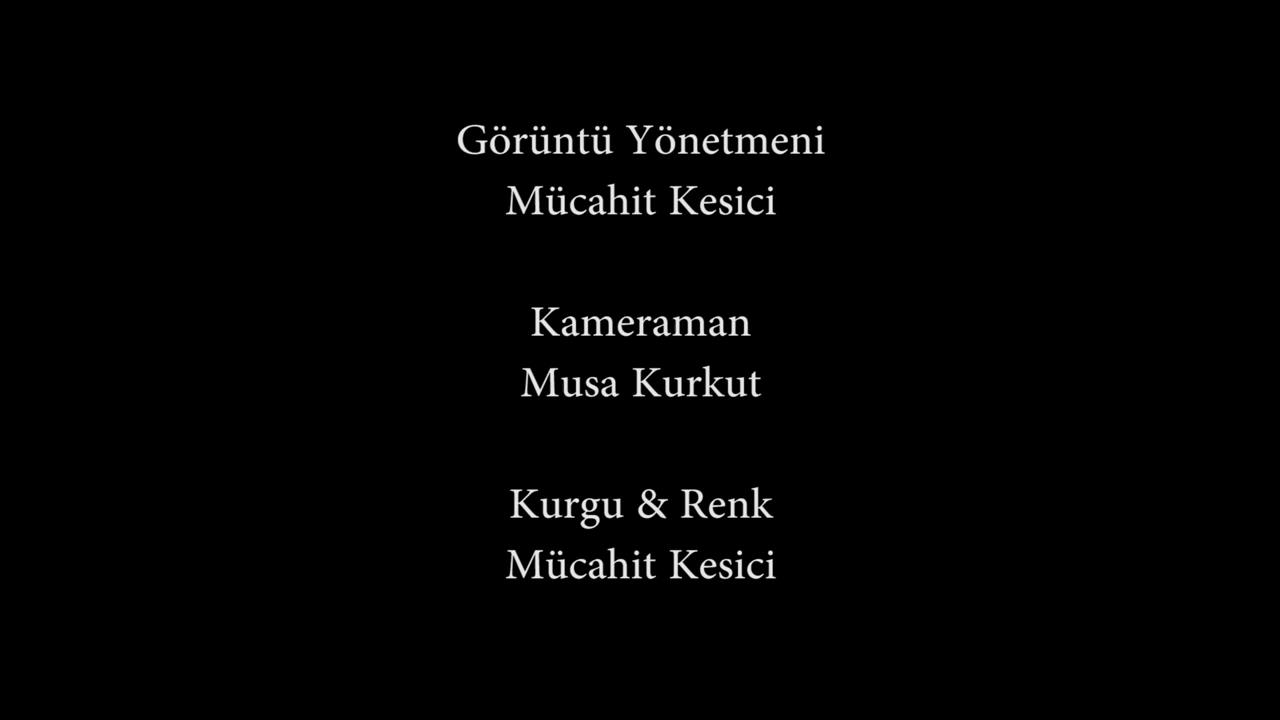 Görüntü Yönetmeni
Mücahit Kesici
Kameraman
Musa Kurkut
Kurgu & Renk
Mücahit Kesici